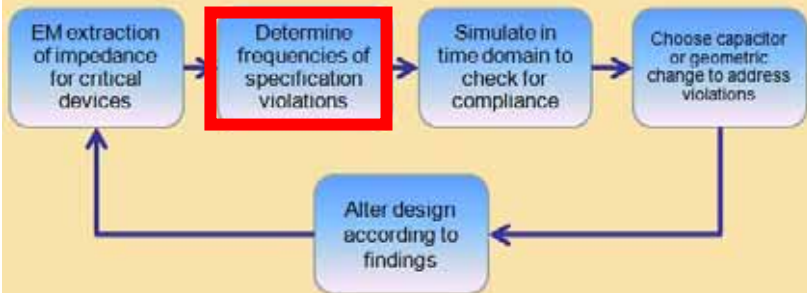 EM extraction
of impedance
for critical
devices
Determine
frequencies of
specification
violations
Simulate in
time domain to
check for
compliance
Choose capacitor
or geometric
change to address
violations
Alter design
according to
findings